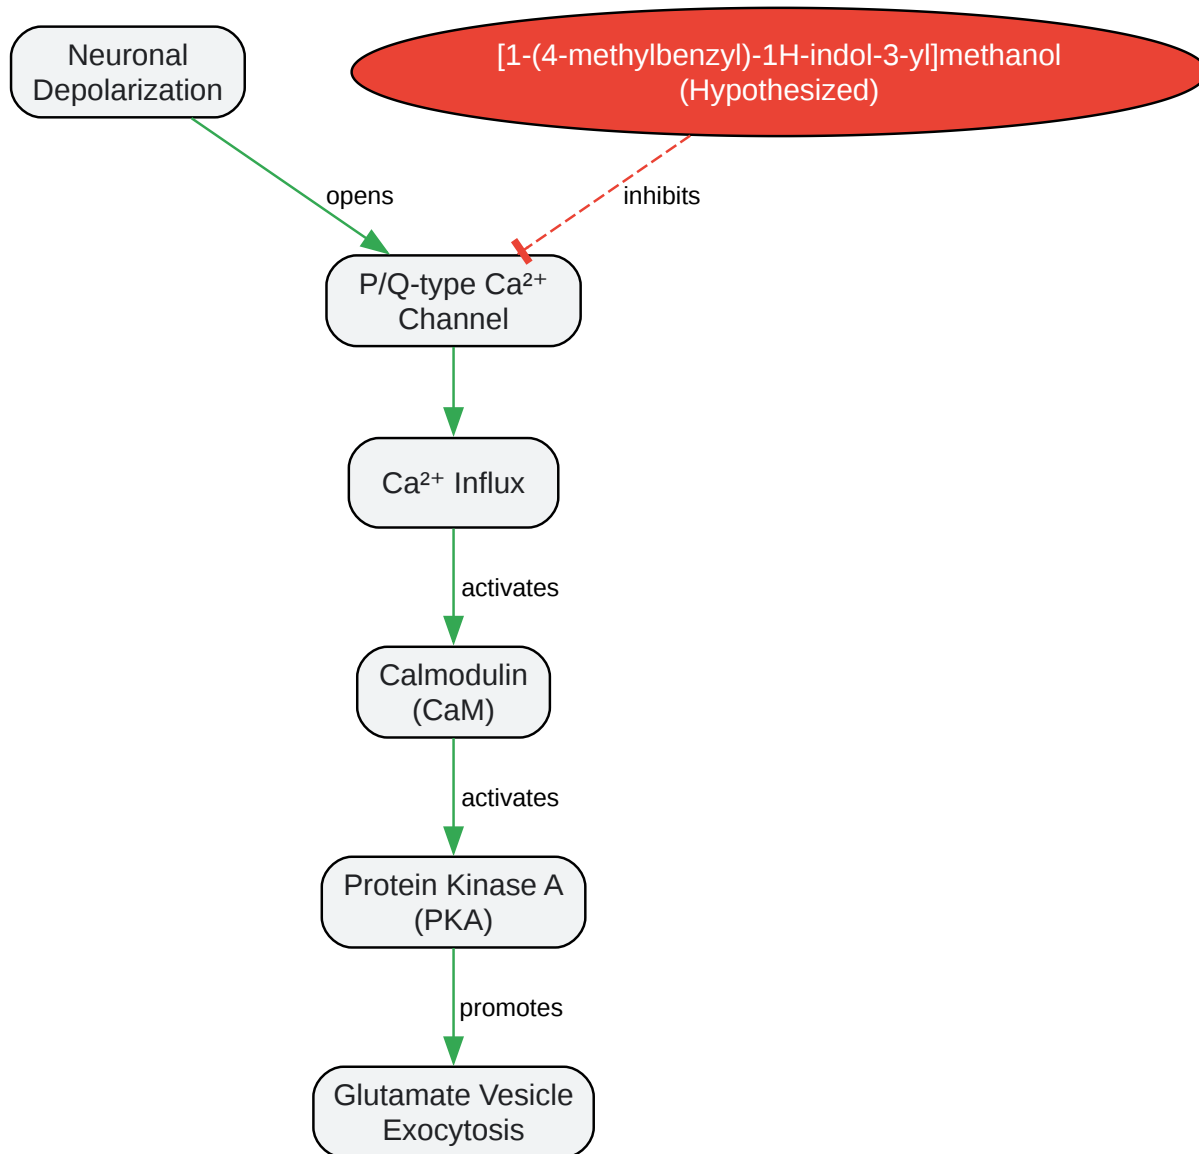 Neuronal
Depolarization
[1-(4-methylbenzyl)-1H-indol-3-yl]methanol
(Hypothesized)
opens
inhibits
P/Q-type Ca²⁺
Channel
Ca²⁺ Influx
activates
Calmodulin
(CaM)
activates
Protein Kinase A
(PKA)
promotes
Glutamate Vesicle
Exocytosis